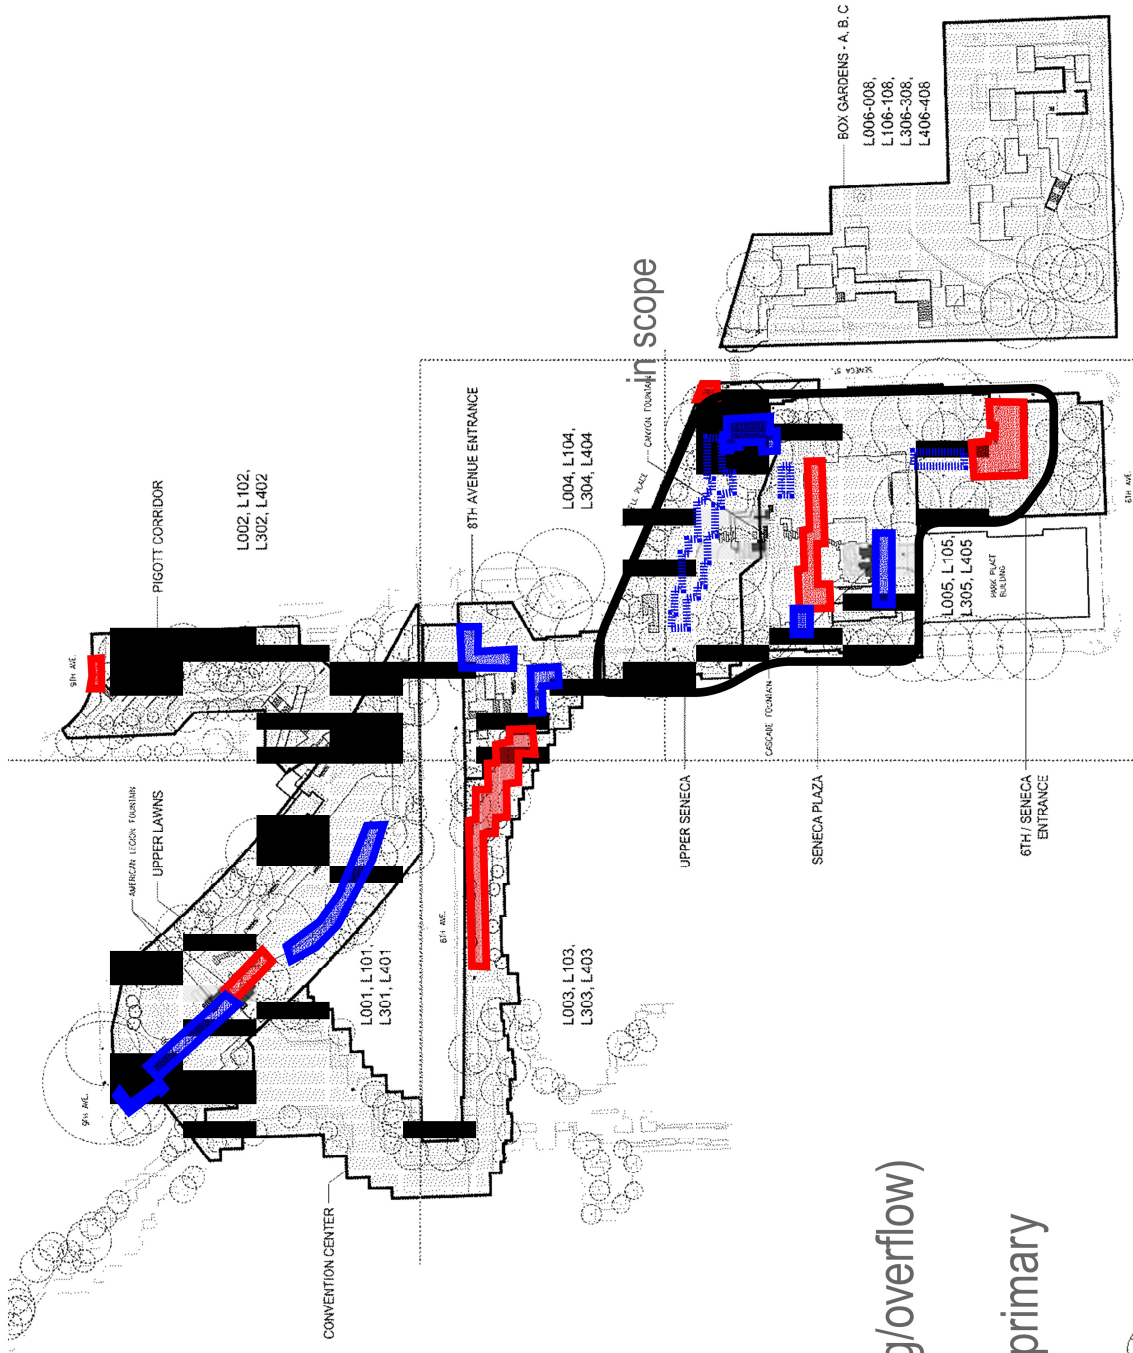 BOX GARDENS - A, B, C
L006-008,
L106-108,
L306-308,
L406-408
in scope
SENECA ST
CANYON FOUNTAIN
PLACE
8TH AVENUE ENTRANCE
L004, L104,
L304, L404
PIGOTT CORRIDOR
L002, L102,
L302, L402
9TH AVE.
6TH AVE.
L005, L105,
L305, L405
PARK PLACE
BUILDING
CASCADE FOUNTAIN
UPPER SENECA
SENECA PLAZA
6TH / SENECA
ENTRANCE
AMERICAN LEGION FOUNTAIN
UPPER LAWNS
L001, L101,
L301, L401
L003, L103,
L303, L403
9TH AVE.
CONVENTION CENTER
g/overflow)
primary